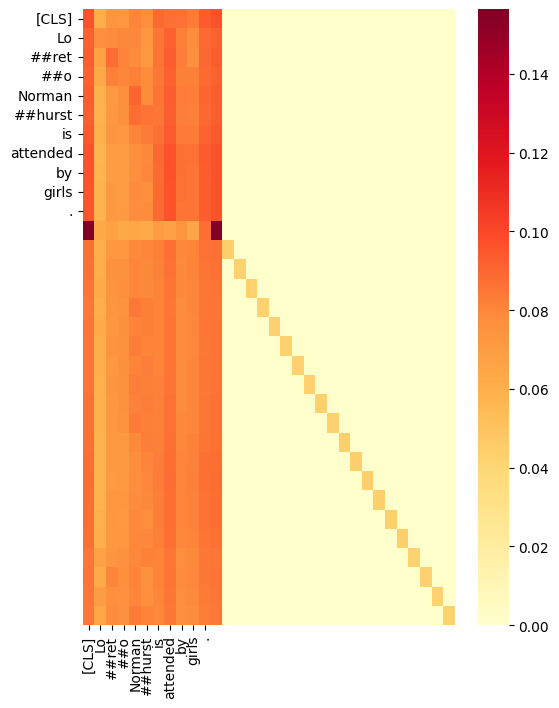 [CLS]
Lo
##ret
##o
Norman
##hurst
is
attended
by
girls
.
0.14
0.12
0.10
0.08
0.06
0.04
0.02
0.00
[CLS]
Lo
##ret
##o
Norman
##hurst
is
attended
by
girls
.